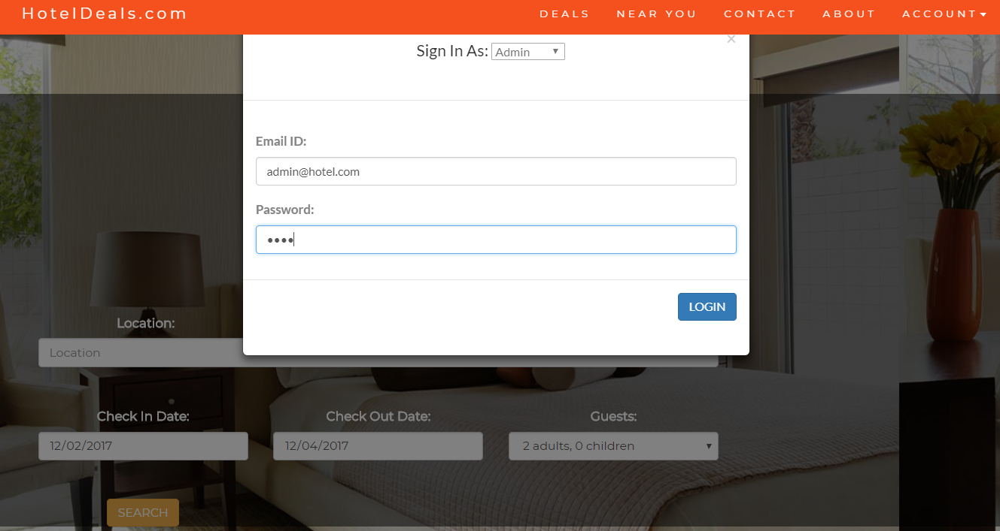 HotelDeals.com
DEALS NEAR YOU CONTACT ABOUT ACCOUNT
×
Sign In As: Admin
Email ID:
admin@hotel.com
Password:
••••
LOGIN
Location:
Location
Check In Date: Check Out Date: Guests:
12/02/2017 12/04/2017 2 adults, 0 children
SEARCH